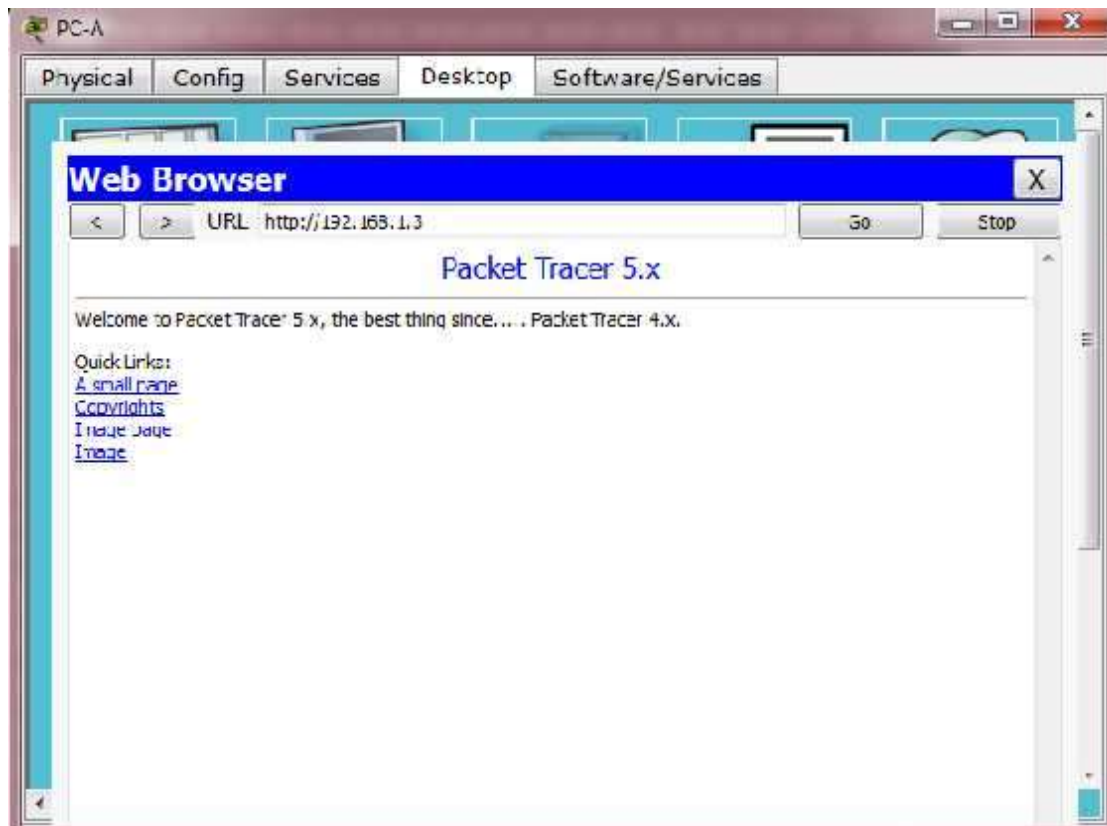 PC-A
Physical Config Services Desktop Software/Services
Web Browser X
< > URL http://192.168.1.3 Go Stop
Packet Tracer 5.x
Welcome to Packet Tracer 5.x, the best thing since..... Packet Tracer 4.x.
Quick Links:
A small page
Copyrights
Image page
Image